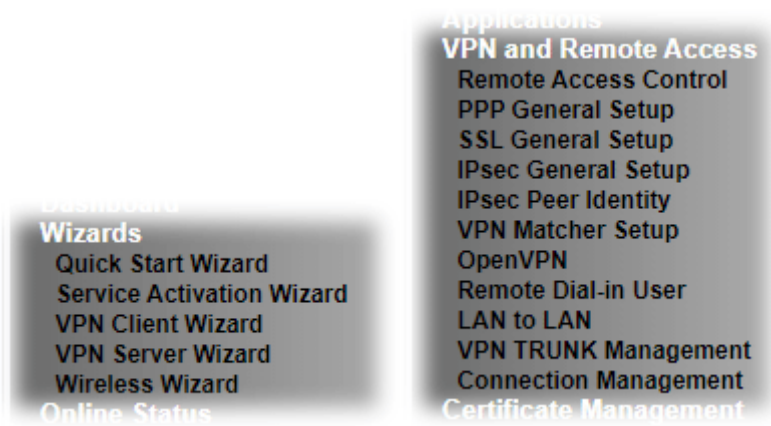 Dashboard
Wizards
Quick Start Wizard
Service Activation Wizard
VPN Client Wizard
VPN Server Wizard
Wireless Wizard
Online Status
Applications
VPN and Remote Access
Remote Access Control
PPP General Setup
SSL General Setup
IPsec General Setup
IPsec Peer Identity
VPN Matcher Setup
OpenVPN
Remote Dial-in User
LAN to LAN
VPN TRUNK Management
Connection Management
Certificate Management